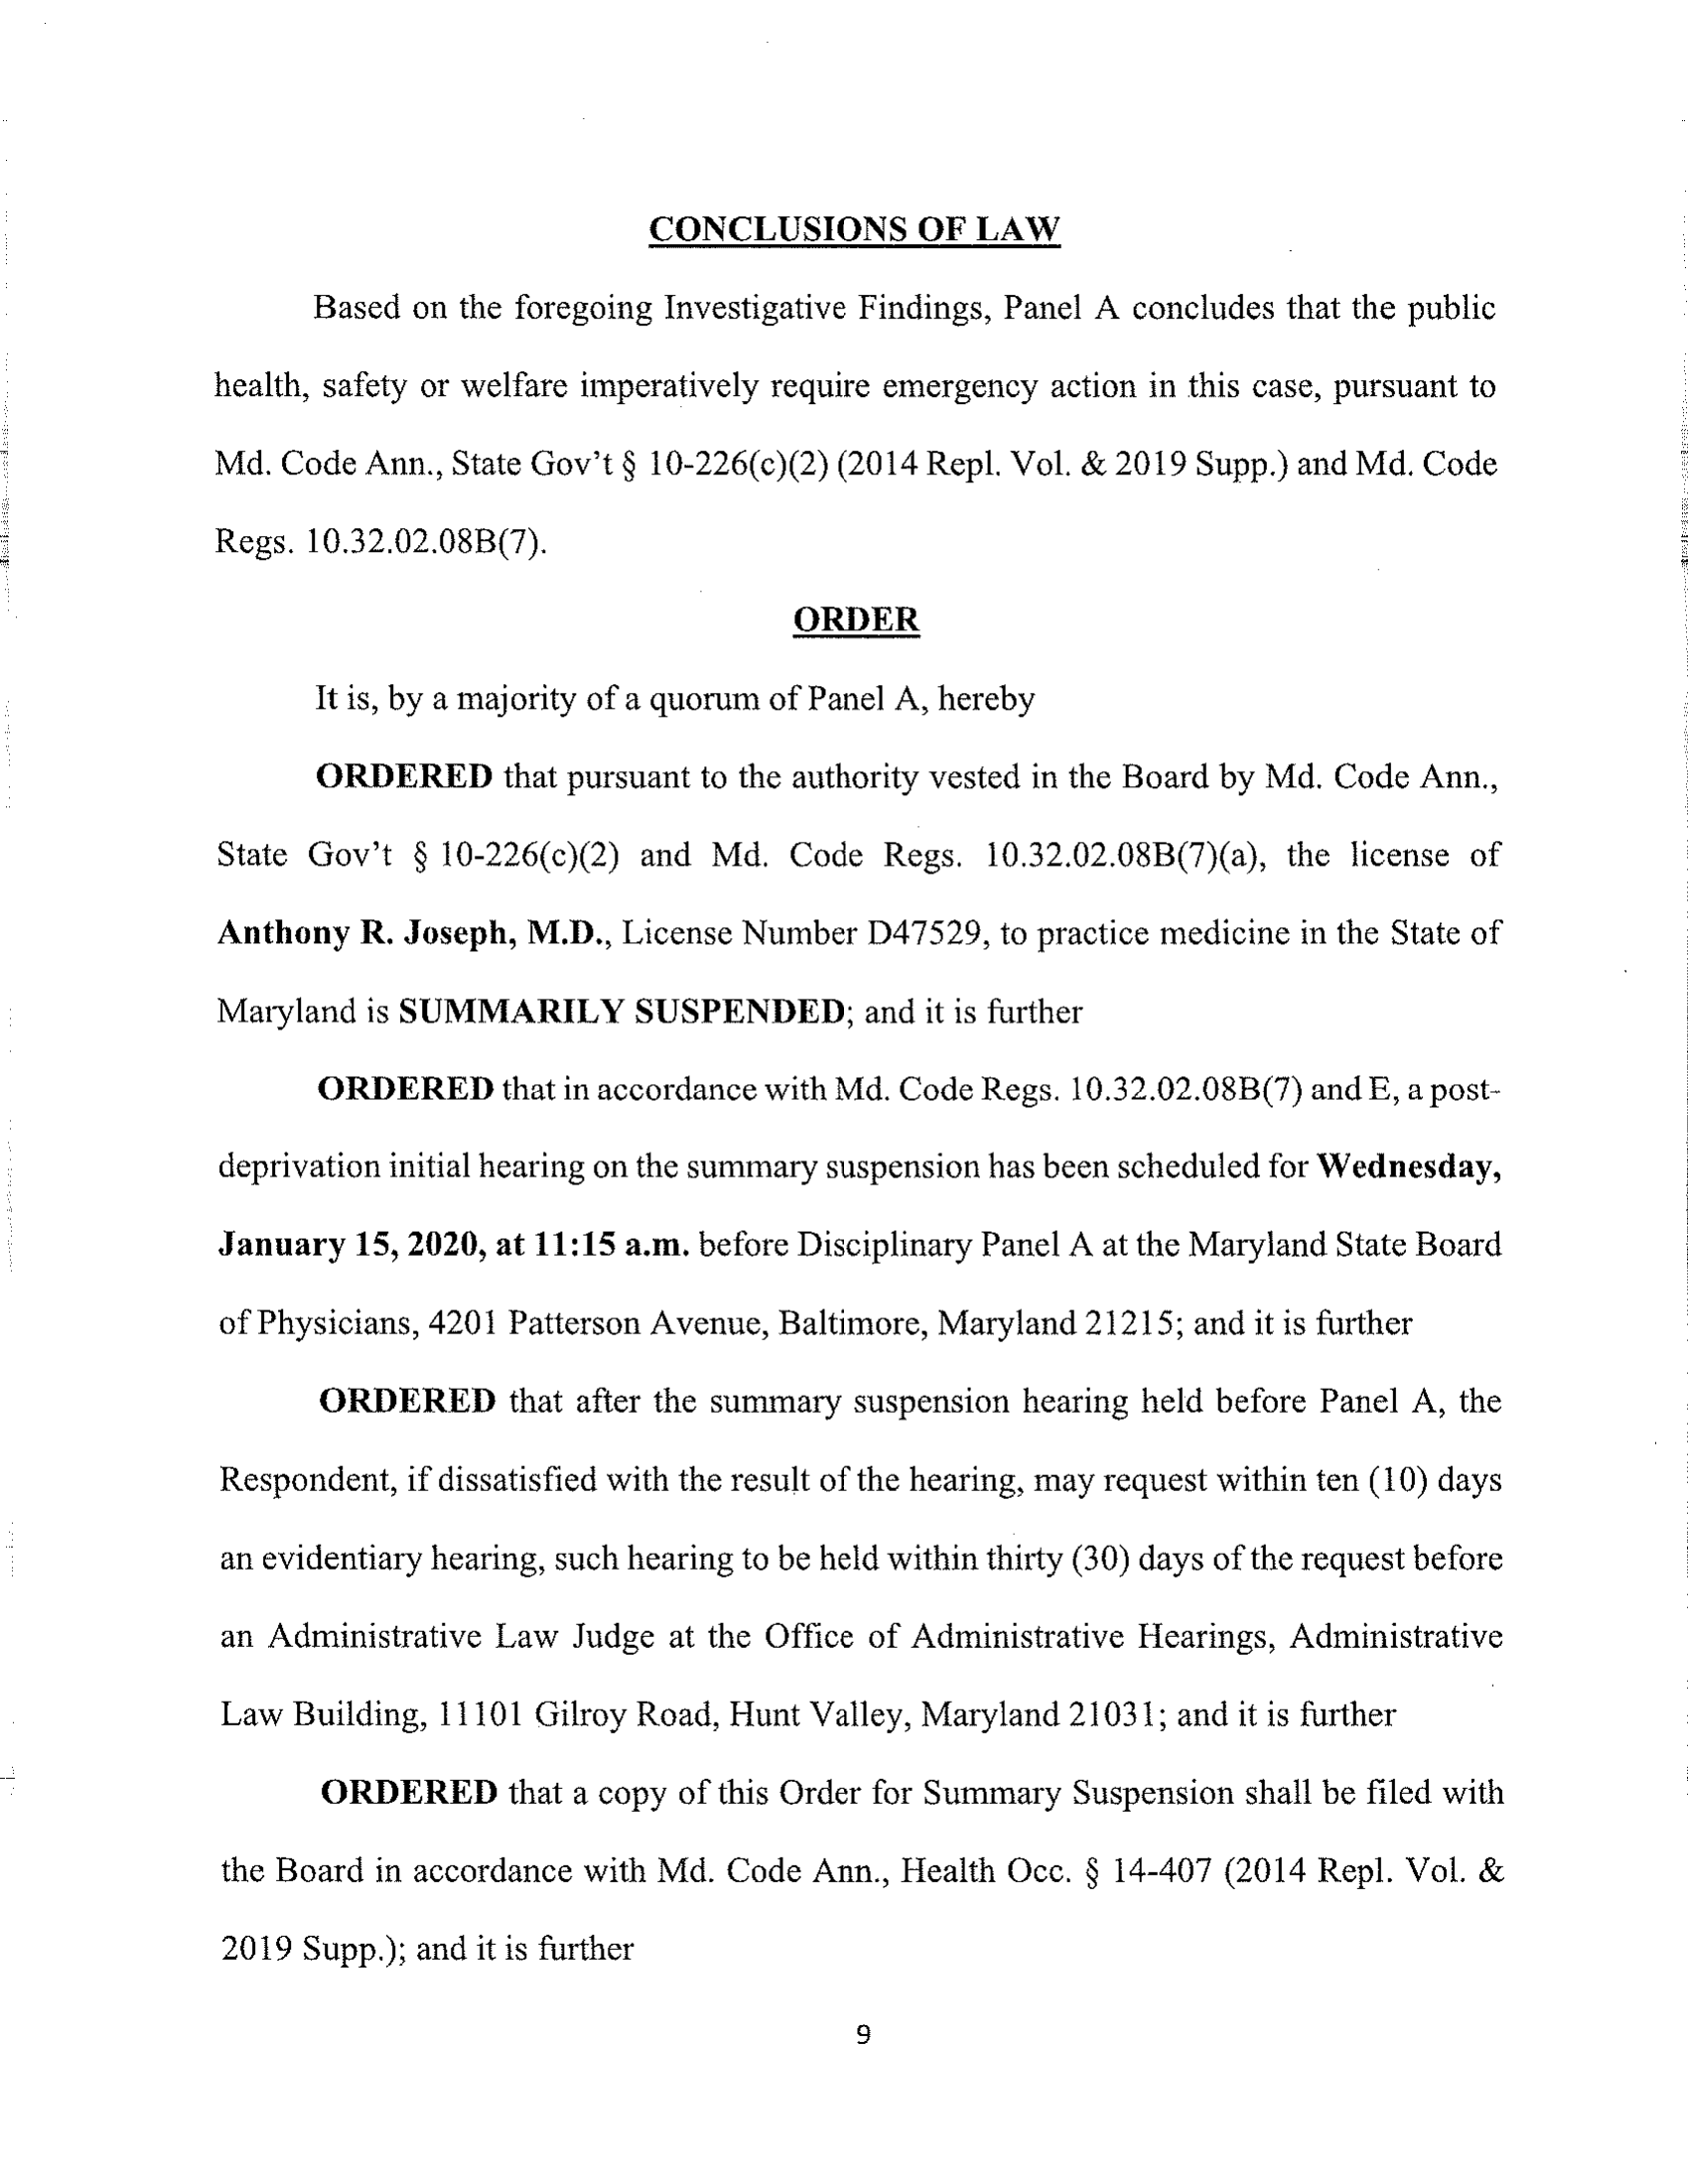 CONCLUSIONS OF LAW
Based on the foregoing Investigative Findings, Panel A concludes that the public
health, safety or welfare imperatively require emergency action in this case, pursuant to
Md. Code Ann., State Gov't § 10-226(c)(2) (2014 Repl. Vol. & 2019 Supp.) and Md. Code
Regs. 10.32.02.08B(7).
ORDER
It is, by a majority of a quorum of Panel A, hereby
ORDERED that pursuant to the authority vested in the Board by Md. Code Ann.,
State Gov't § 10-226(c)(2) and Md. Code Regs. 10.32.02.08B(7)(a), the license of
Anthony R. Joseph, M.D., License Number D47529, to practice medicine in the State of
Maryland is SUMMARILY SUSPENDED; and it is further
ORDERED that in accordance with Md. Code Regs. 10.32.02.08B(7) and E, a post-
deprivation initial hearing on the summary suspension has been scheduled for Wednesday,
January 15, 2020, at 11:15 a.m. before Disciplinary Panel A at the Maryland State Board
of Physicians, 4201 Patterson Avenue, Baltimore, Maryland 21215; and it is further
ORDERED that after the summary suspension hearing held before Panel A, the
Respondent, if dissatisfied with the result of the hearing, may request within ten (10) days
an evidentiary hearing, such hearing to be held within thirty (30) days of the request before
an Administrative Law Judge at the Office of Administrative Hearings, Administrative
Law Building, 11101 Gilroy Road, Hunt Valley, Maryland 21031; and it is further
ORDERED that a copy of this Order for Summary Suspension shall be filed with
the Board in accordance with Md. Code Ann., Health Occ. § 14-407 (2014 Repl. Vol. &
2019 Supp.); and it is further
9